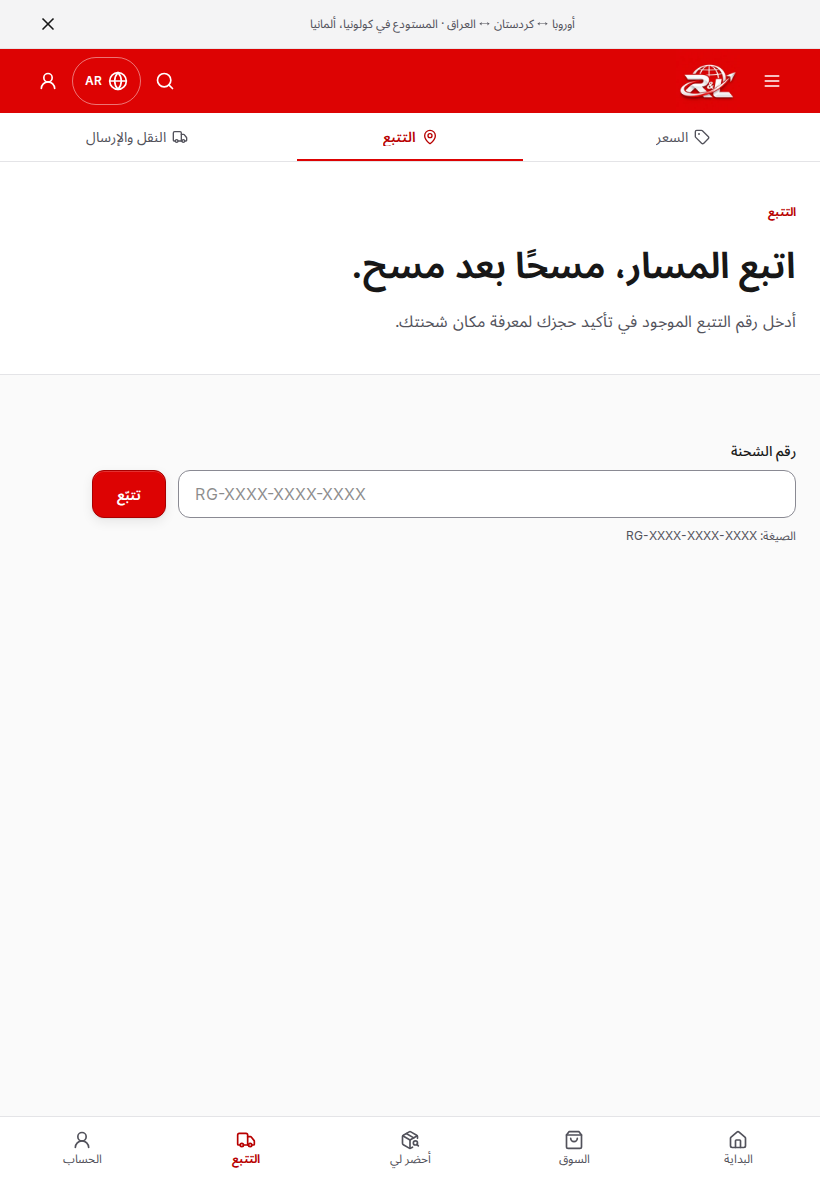 أوروبا ↔ كردستان ↔ العراق · المستودع في كولونيا، ألمانيا
R&L
AR
السعر
التتبع
النقل والإرسال
التتبع
اتبع المسار، مسحًا بعد مسح.
أدخل رقم التتبع الموجود في تأكيد حجزك لمعرفة مكان شحنتك.
رقم الشحنة
RG-XXXX-XXXX-XXXX
تتبّع
الصيغة: RG-XXXX-XXXX-XXXX
البداية
السوق
أحضر لي
التتبع
الحساب